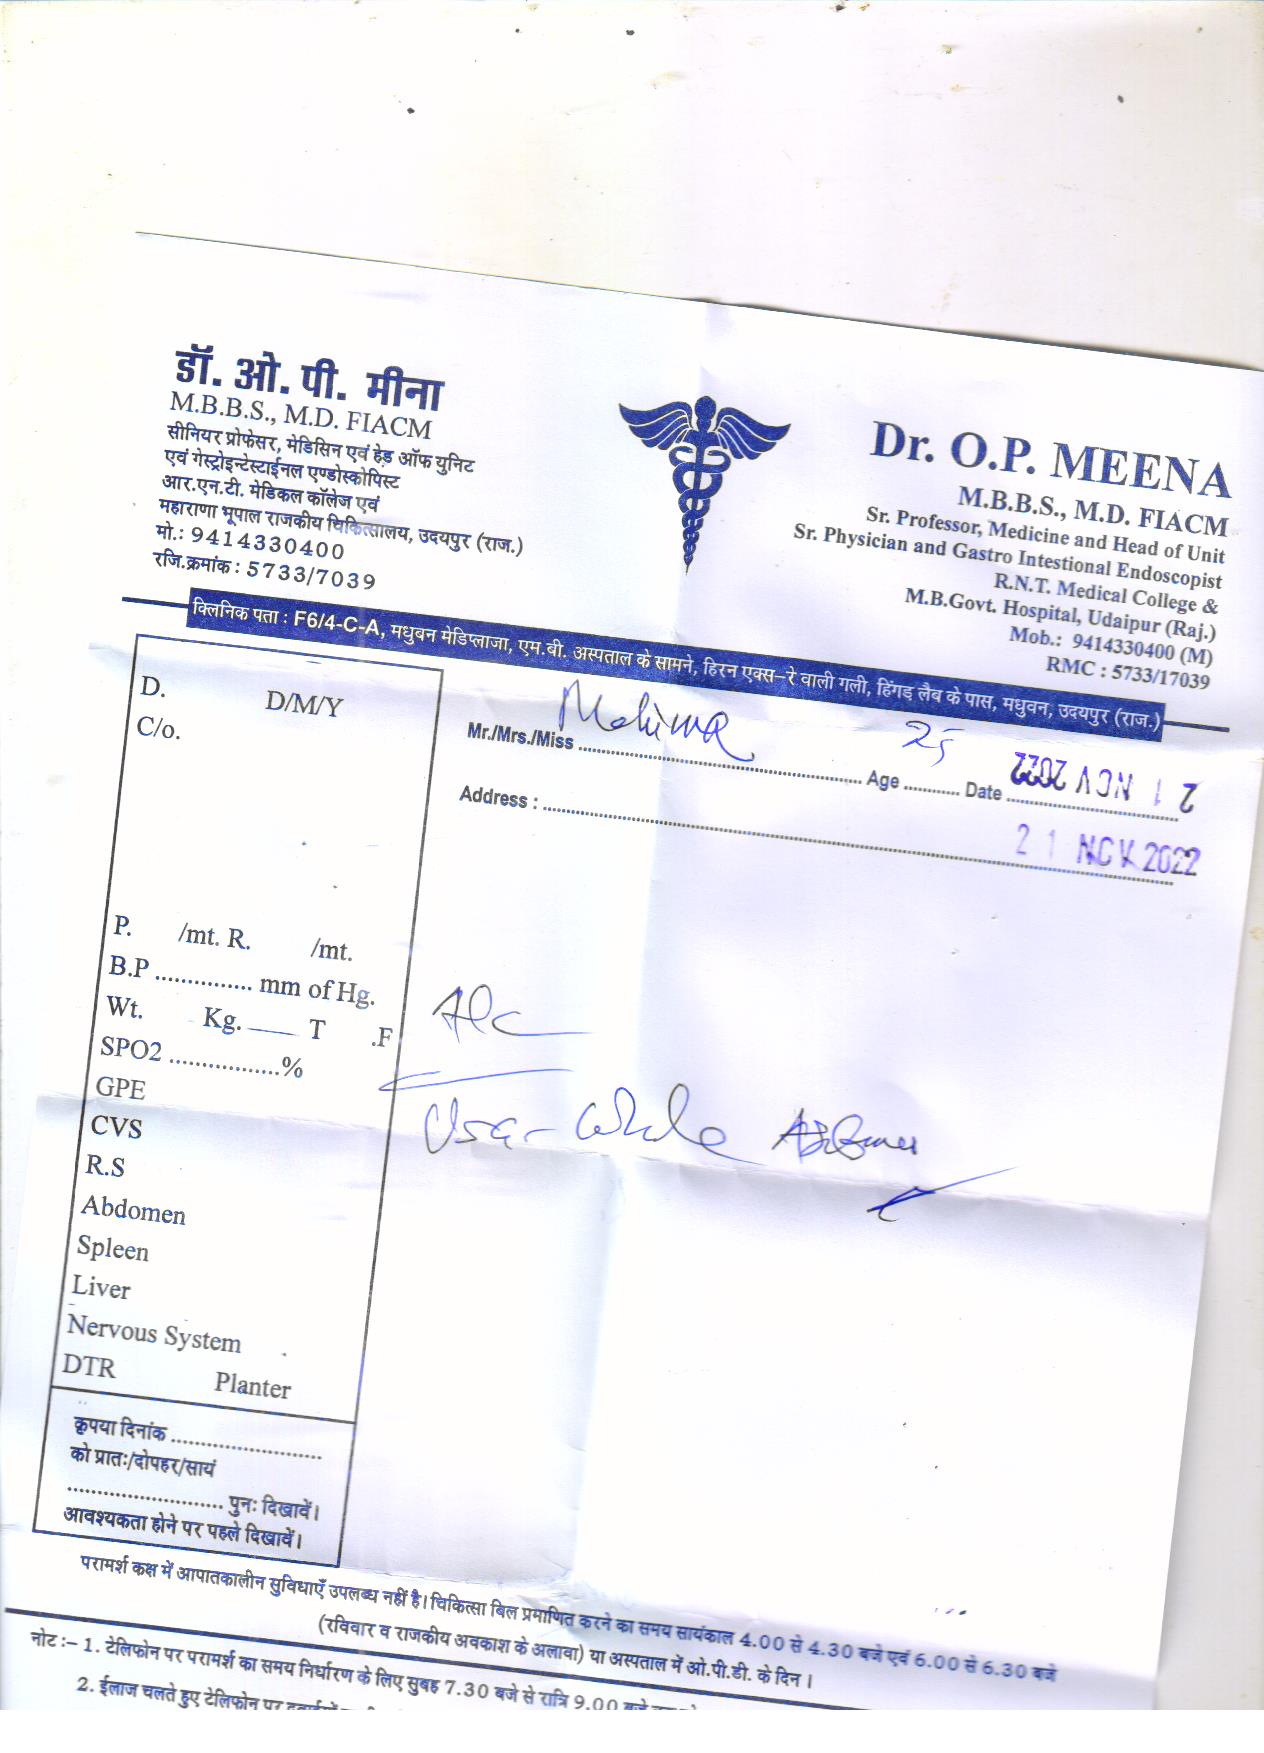 डॉ. ओ. पी. मीना
M.B.B.S., M.D. FIACM
सीनियर प्रोफेसर, मेडिसिन एवं हेड ऑफ युनिट
एवं गेस्ट्रोइन्टेस्टाईनल एण्डोस्कोपिस्ट
आर.एन.टी. मेडिकल कॉलेज एवं
महाराणा भूपाल राजकीय चिकित्सालय, उदयपुर (राज.)
मो.: 9414330400
रजि.क्रमांक : 5733/7039
Dr. O.P. MEENA
M.B.B.S., M.D. FIACM
Sr. Professor, Medicine and Head of Unit
Sr. Physician and Gastro Intestional Endoscopist
R.N.T. Medical College &
M.B.Govt. Hospital, Udaipur (Raj.)
Mob.: 9414330400 (M)
RMC : 5733/17039
क्लिनिक पता : F6/4-C-A, मधुबन मेडिप्लाजा, एम.बी. अस्पताल के सामने, हिरन एक्स-रे वाली गली, हिंगड लैब के पास, मधुवन, उदयपुर (राज.)
D. D/M/Y
C/o.
P. /mt. R. /mt.
B.P ............... mm of Hg.
Wt. Kg. ____ T .F
SPO2 .................%
GPE
CVS
R.S
Abdomen
Spleen
Liver
Nervous System
DTR Planter
कृपया दिनांक .........................
को प्रातः/दोपहर/सायं
.......................... पुनः दिखावें।
आवश्यकता होने पर पहले दिखावें।
Mr./Mrs./Miss Age 25 Date 21 NOV 2022
Address :
21 NOV 2022
परामर्श कक्ष में आपातकालीन सुविधाएँ उपलब्ध नहीं है। चिकित्सा बिल प्रमाणित करने का समय सायंकाल 4.00 से 4.30 बजे एवं 6.00 से 6.30 बजे
(रविवार व राजकीय अवकाश के अलावा) या अस्पताल में ओ.पी.डी. के दिन।
नोट :- 1. टेलिफोन पर परामर्श का समय निर्धारण के लिए सुबह 7.30 बजे से रात्रि 9.00 बजे
2. ईलाज चलते हुए टेलिफोन पर